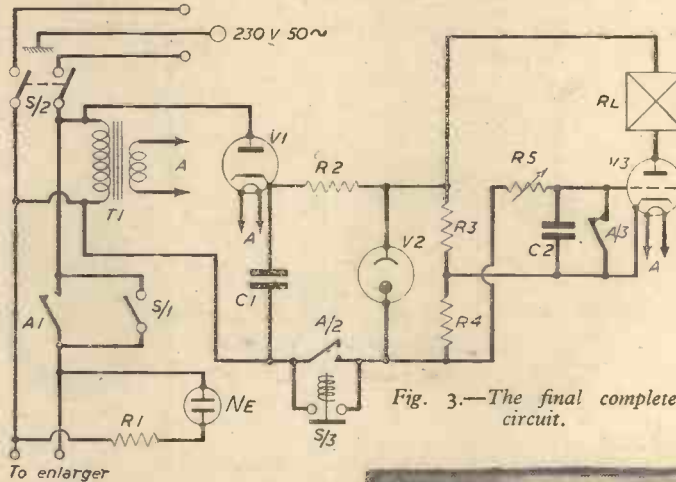 230 V 50~
S/2
V1
RL
A
R2
R5
V3
T1
A
V2
R3
C2
A/3
A
C1
A1
S/1
R4
A/2
R1
NE
S/3
Fig. 3.—The final complete
circuit.
To enlarger